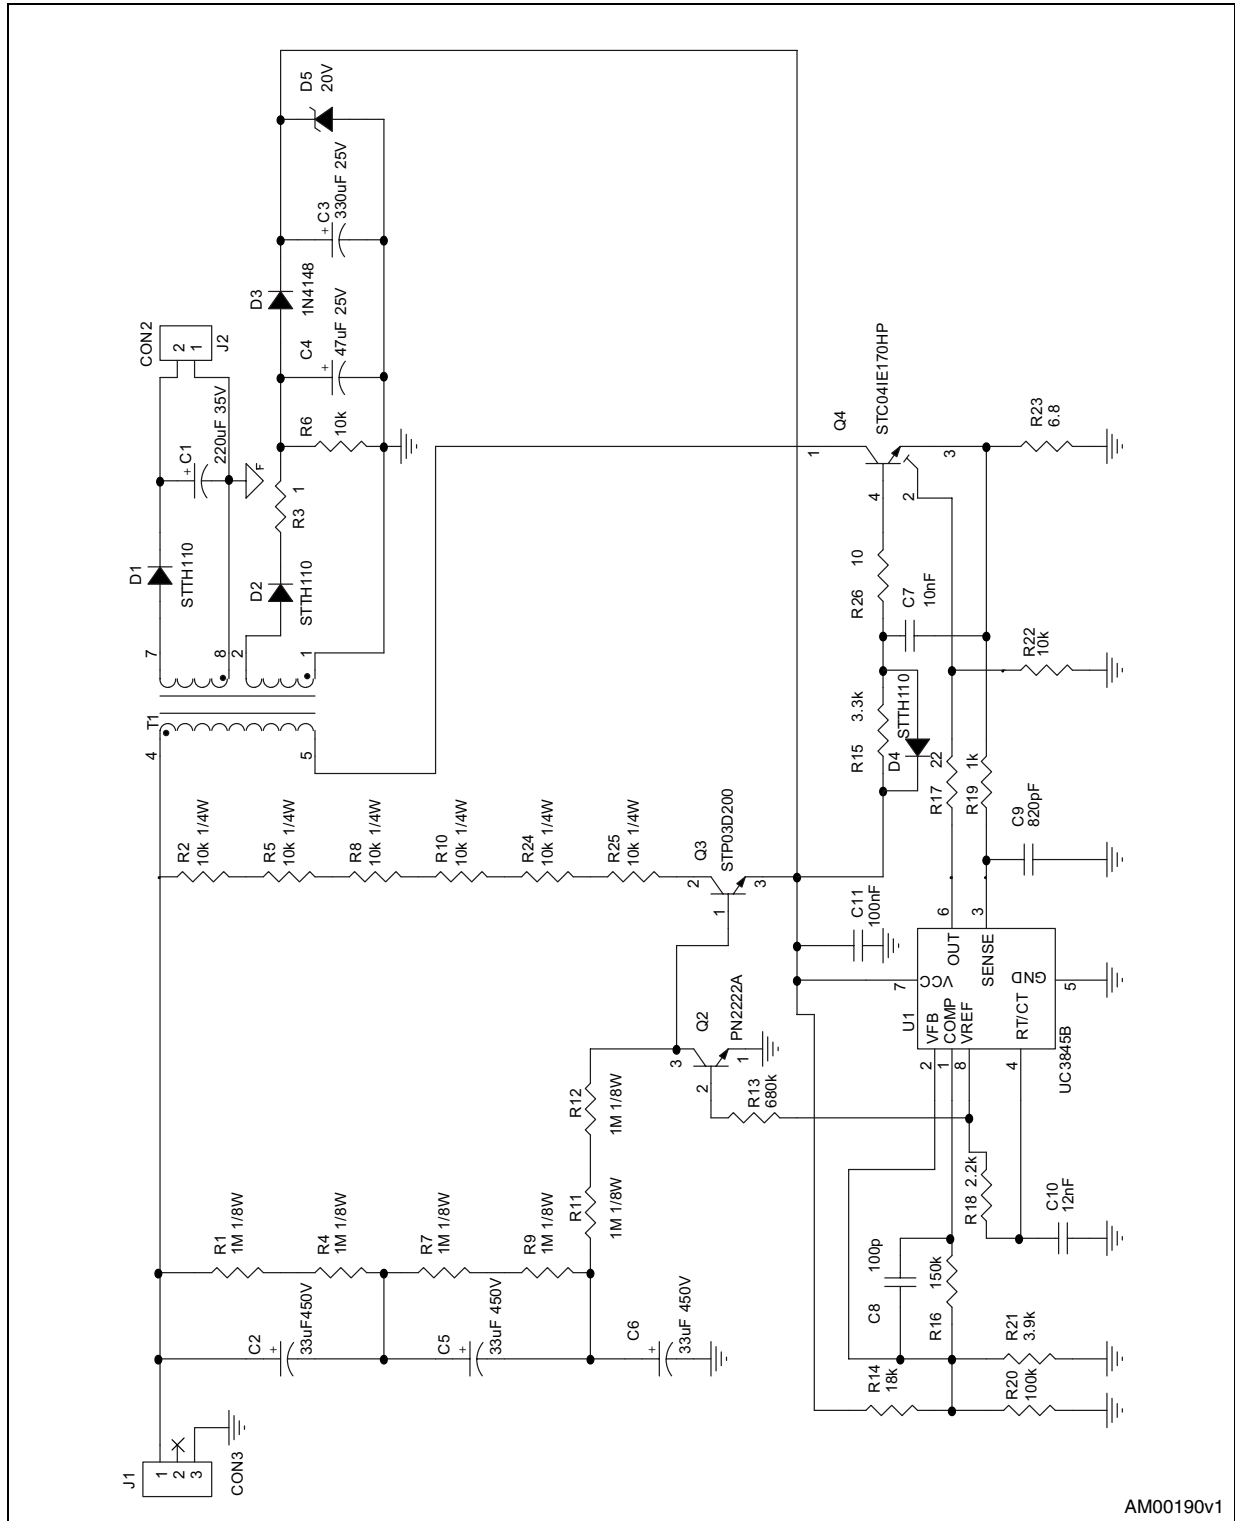 D5
20V
C3
330uF 25V
+
D3
1N4148
C4
47uF 25V
+
R6
10k
CON2
2
1
J2
C1
220uF 35V
+
F
R3
1
D1
STTH110
D2
STTH110
7
8
2
1
T1
4
5
R2
10k 1/4W
R5
10k 1/4W
R8
10k 1/4W
R10
10k 1/4W
R24
10k 1/4W
R25
10k 1/4W
Q3
STP03D200
2
1
3
Q4
STC04IE170HP
1
4
2
3
R23
6.8
R26
10
C7
10nF
R15
3.3k
D4
STTH110
R22
10k
R17
22
R19
1k
C9
820pF
C11
100nF
Q2
PN2222A
3
2
1
R13
680k
U1
UC3845B
VFB
COMP
VREF
RT/CT
VCC
OUT
SENSE
GND
2
1
8
4
7
6
3
5
R12
1M 1/8W
R11
1M 1/8W
R1
1M 1/8W
R4
1M 1/8W
R7
1M 1/8W
R9
1M 1/8W
C2
33uF450V
+
C5
33uF 450V
+
C6
33uF 450V
+
R18
2.2k
C10
12nF
C8
100p
R16
150k
R14
18k
R21
3.9k
R20
100k
J1
1
2
3
CON3
AM00190v1